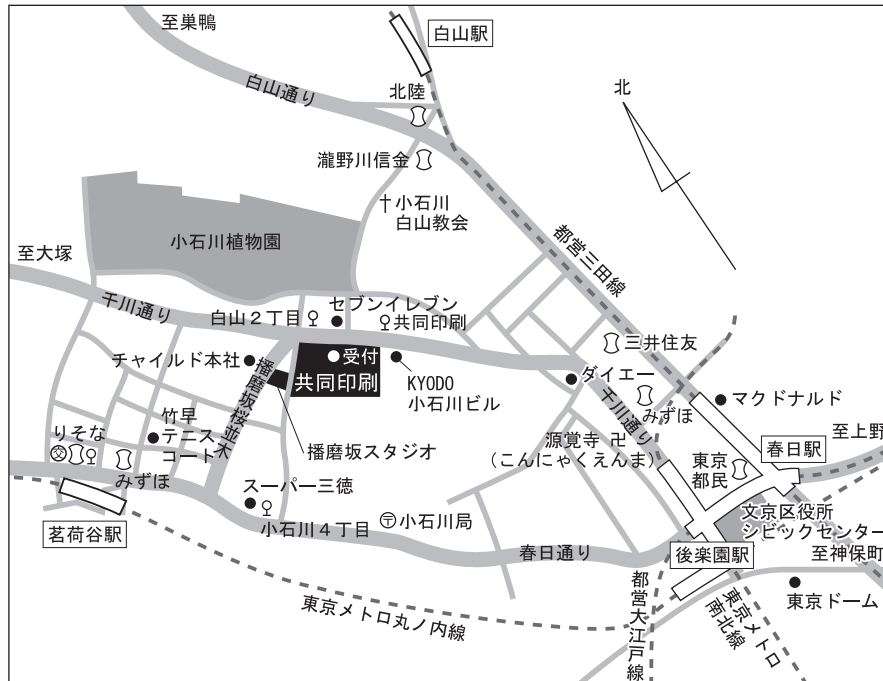 至巣鴨
白山駅
白山通り
北陸
北
瀧野川信金
小石川
白山教会
小石川植物園
都営三田線
至大塚
千川通り
セブンイレブン
白山2丁目
共同印刷
三井住友
チャイルド本社
受付
共同印刷
KYODO
小石川ビル
ダイエー
播磨坂桜並木
千川通り
みずほ
マクドナルド
竹早
テニス
コート
播磨坂スタジオ
源覚寺 卍
(こんにゃくえんま)
春日駅
至上野
りそな
交
みずほ
東京
都民
スーパー三徳
茗荷谷駅
小石川4丁目
〒小石川局
文京区役所
シビックセンター
春日通り
後楽園駅
至神保町
東京メトロ丸ノ内線
都営大江戸線
東京メトロ
南北線
東京ドーム